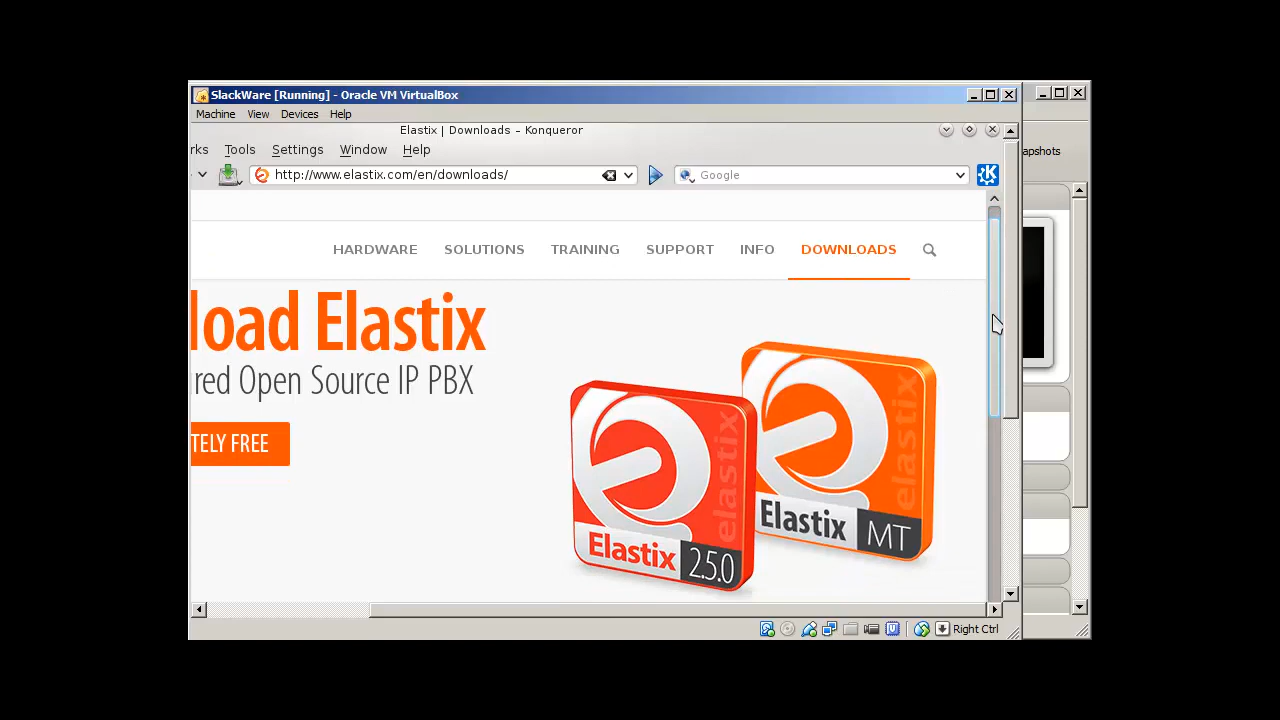 SlackWare [Running] - Oracle VM VirtualBox
Machine View Devices Help
Elastix | Downloads – Konqueror
rks Tools Settings Window Help
apshots
http://www.elastix.com/en/downloads/
Google
HARDWARE SOLUTIONS TRAINING SUPPORT INFO DOWNLOADS
load Elastix
red Open Source IP PBX
TELY FREE
elastix
elastix
Elastix MT
Elastix 2.5.0
Right Ctrl